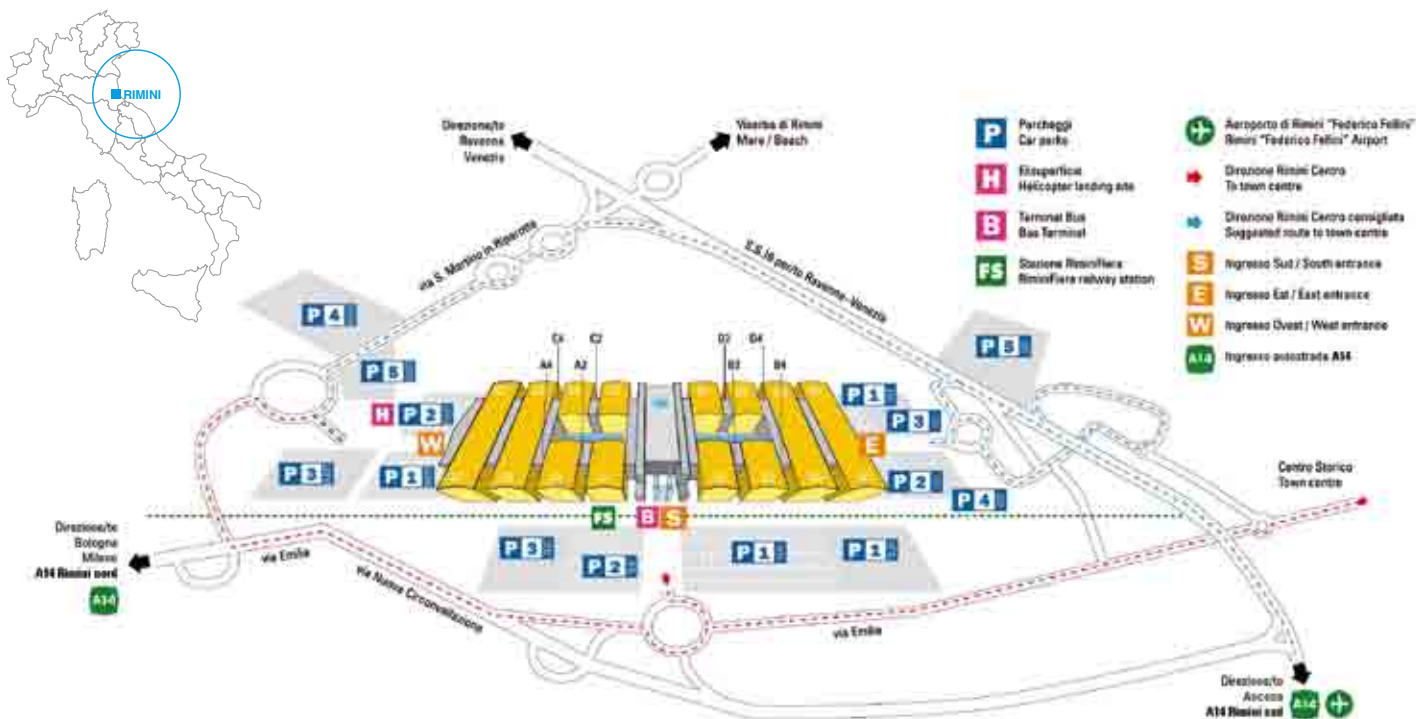 RIMINI
Direzione/to
Ravenna
Venezia
Viserba di Rimini
Mare / Beach
P
Parcheggi
Car parks
H
Elisuperficie
Helicopter landing site
B
Terminal Bus
Bus Terminal
FS
Stazione RiminiFiera
RiminiFiera railway station
Aeroporto di Rimini "Federico Fellini"
Rimini "Federico Fellini" Airport
Direzione Rimini Centro
To town centre
Direzione Rimini Centro consigliata
Suggested route to town centre
S
Ingresso Sud / South entrance
E
Ingresso Est / East entrance
W
Ingresso Ovest / West entrance
A14
Ingresso autostrada A14
via S. Martino in Riparotta
S.S.16 per/to Ravenna-Venezia
P 4
P 5
P 5
C4
C2
A4
A2
D2
D4
B2
B4
H
P 2
W
P 1
P 3
E
P 3
P 1
P 2
P 4
Centro Storico
Town centre
FS
B
S
P 3
P 2
P 1
P 1
Direzione/to
Bologna
Milano
A14 Rimini nord
A14
via Emilia
via Nuova Circonvallazione
via Emilia
Direzione/to
Ancona
A14 Rimini sud
A14